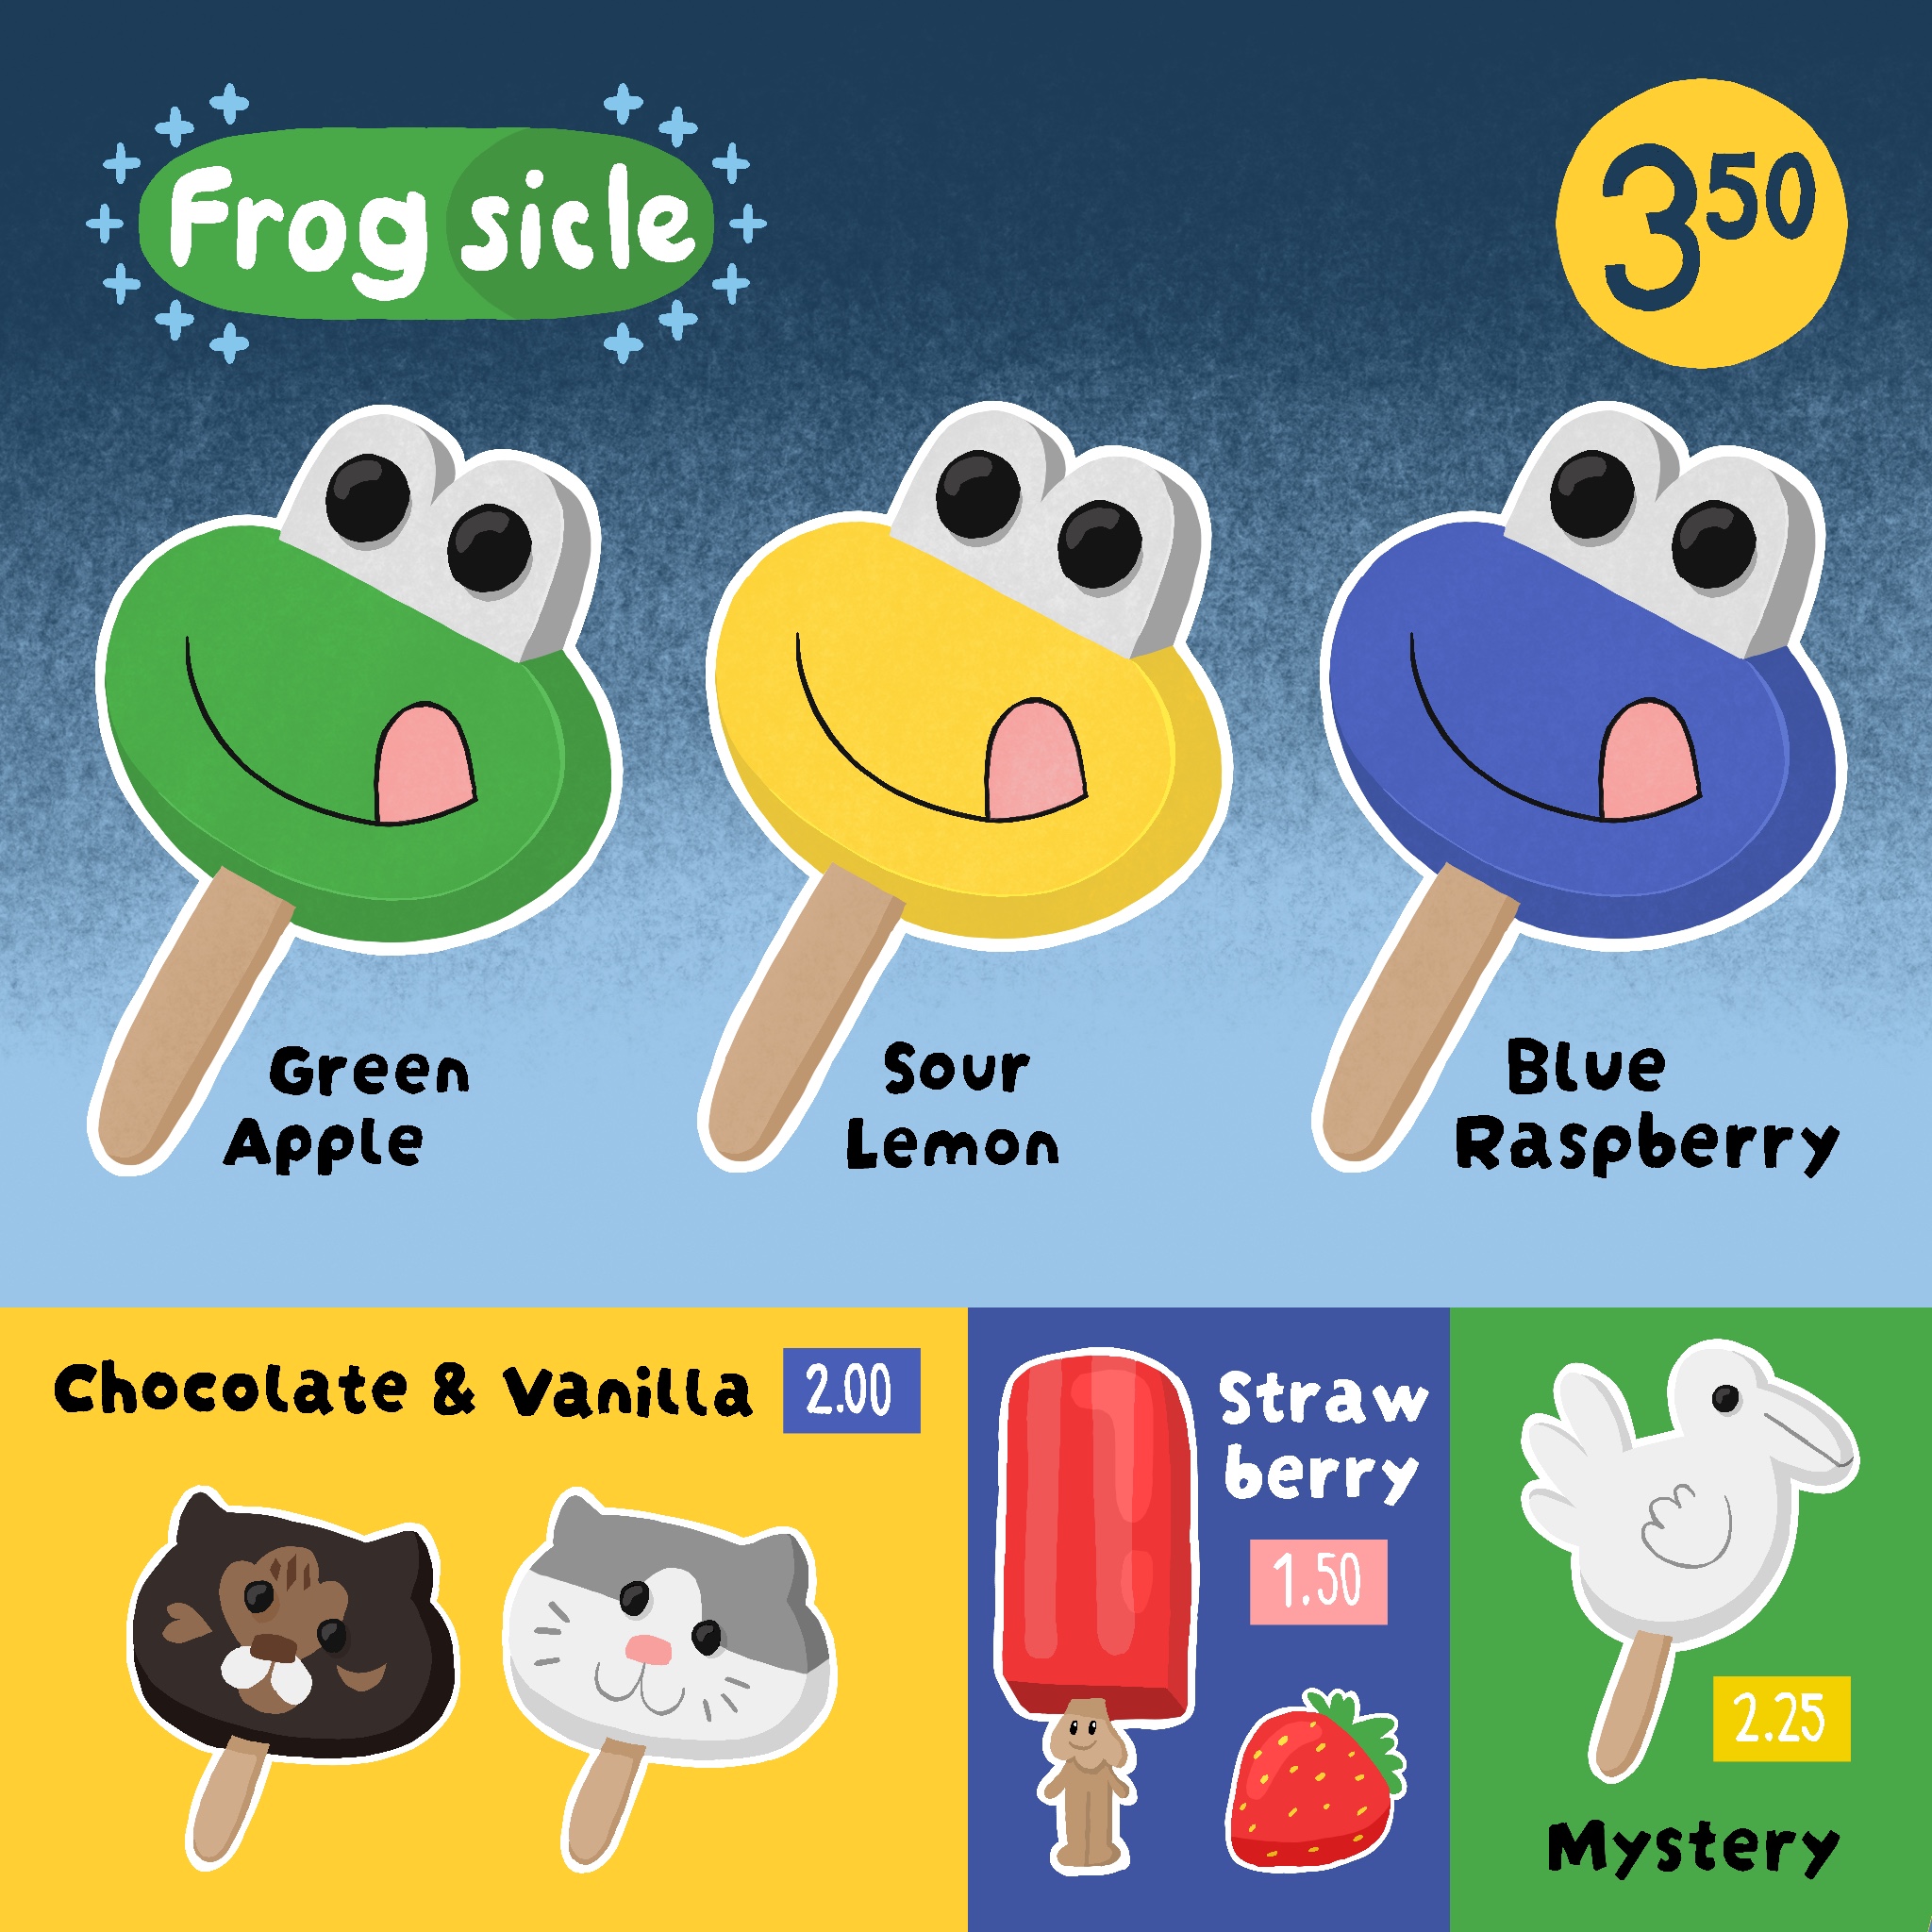 Frog sicle
3.50
Green
Apple
Sour
Lemon
Blue
Raspberry
Chocolate & Vanilla
2.00
Straw
berry
1.50
2.25
Mystery